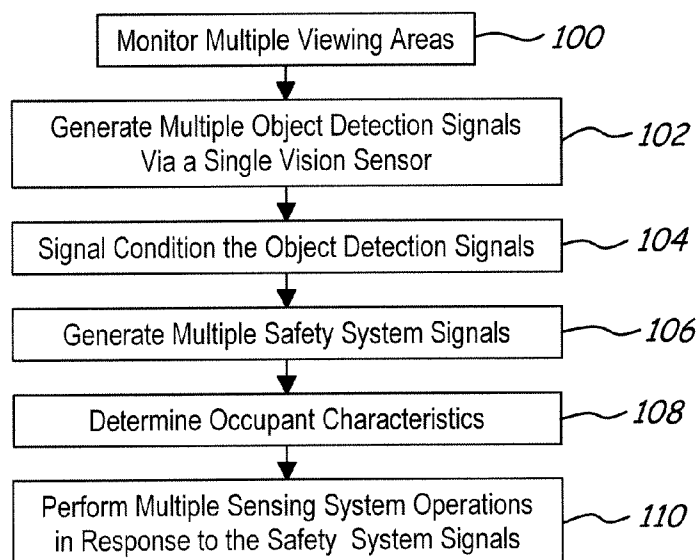 Monitor Multiple Viewing Areas
100
Generate Multiple Object Detection Signals
Via a Single Vision Sensor
102
Signal Condition the Object Detection Signals
104
Generate Multiple Safety System Signals
106
Determine Occupant Characteristics
108
Perform Multiple Sensing System Operations
in Response to the Safety System Signals
110